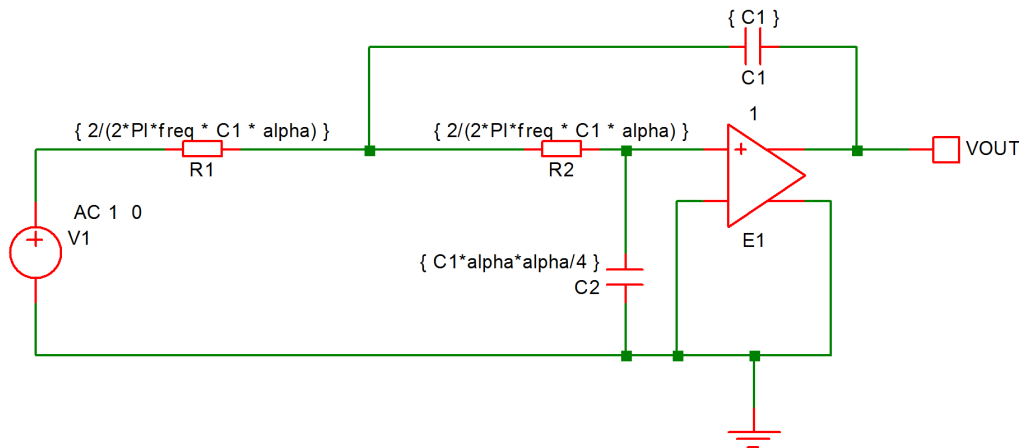 { C1 }
C1
1
{ 2/(2*PI*freq * C1 * alpha) }
R1
{ 2/(2*PI*freq * C1 * alpha) }
R2
+
VOUT
AC 1 0
V1
+
E1
{ C1*alpha*alpha/4 }
C2